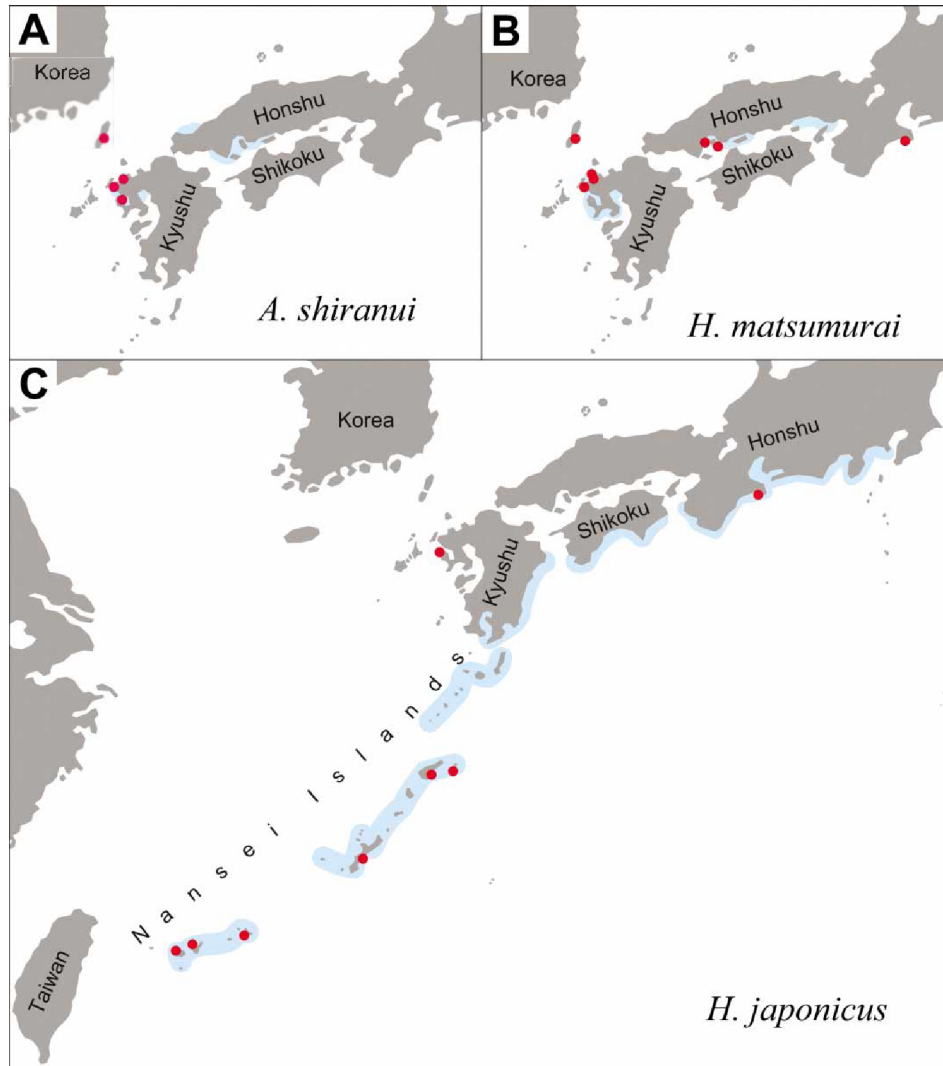 A
Korea
Honshu
Shikoku
Kyushu
A. shiranui
B
Korea
Honshu
Shikoku
Kyushu
H. matsumurai
C
Korea
Honshu
Shikoku
Kyushu
Nansei Islands
Taiwan
H. japonicus